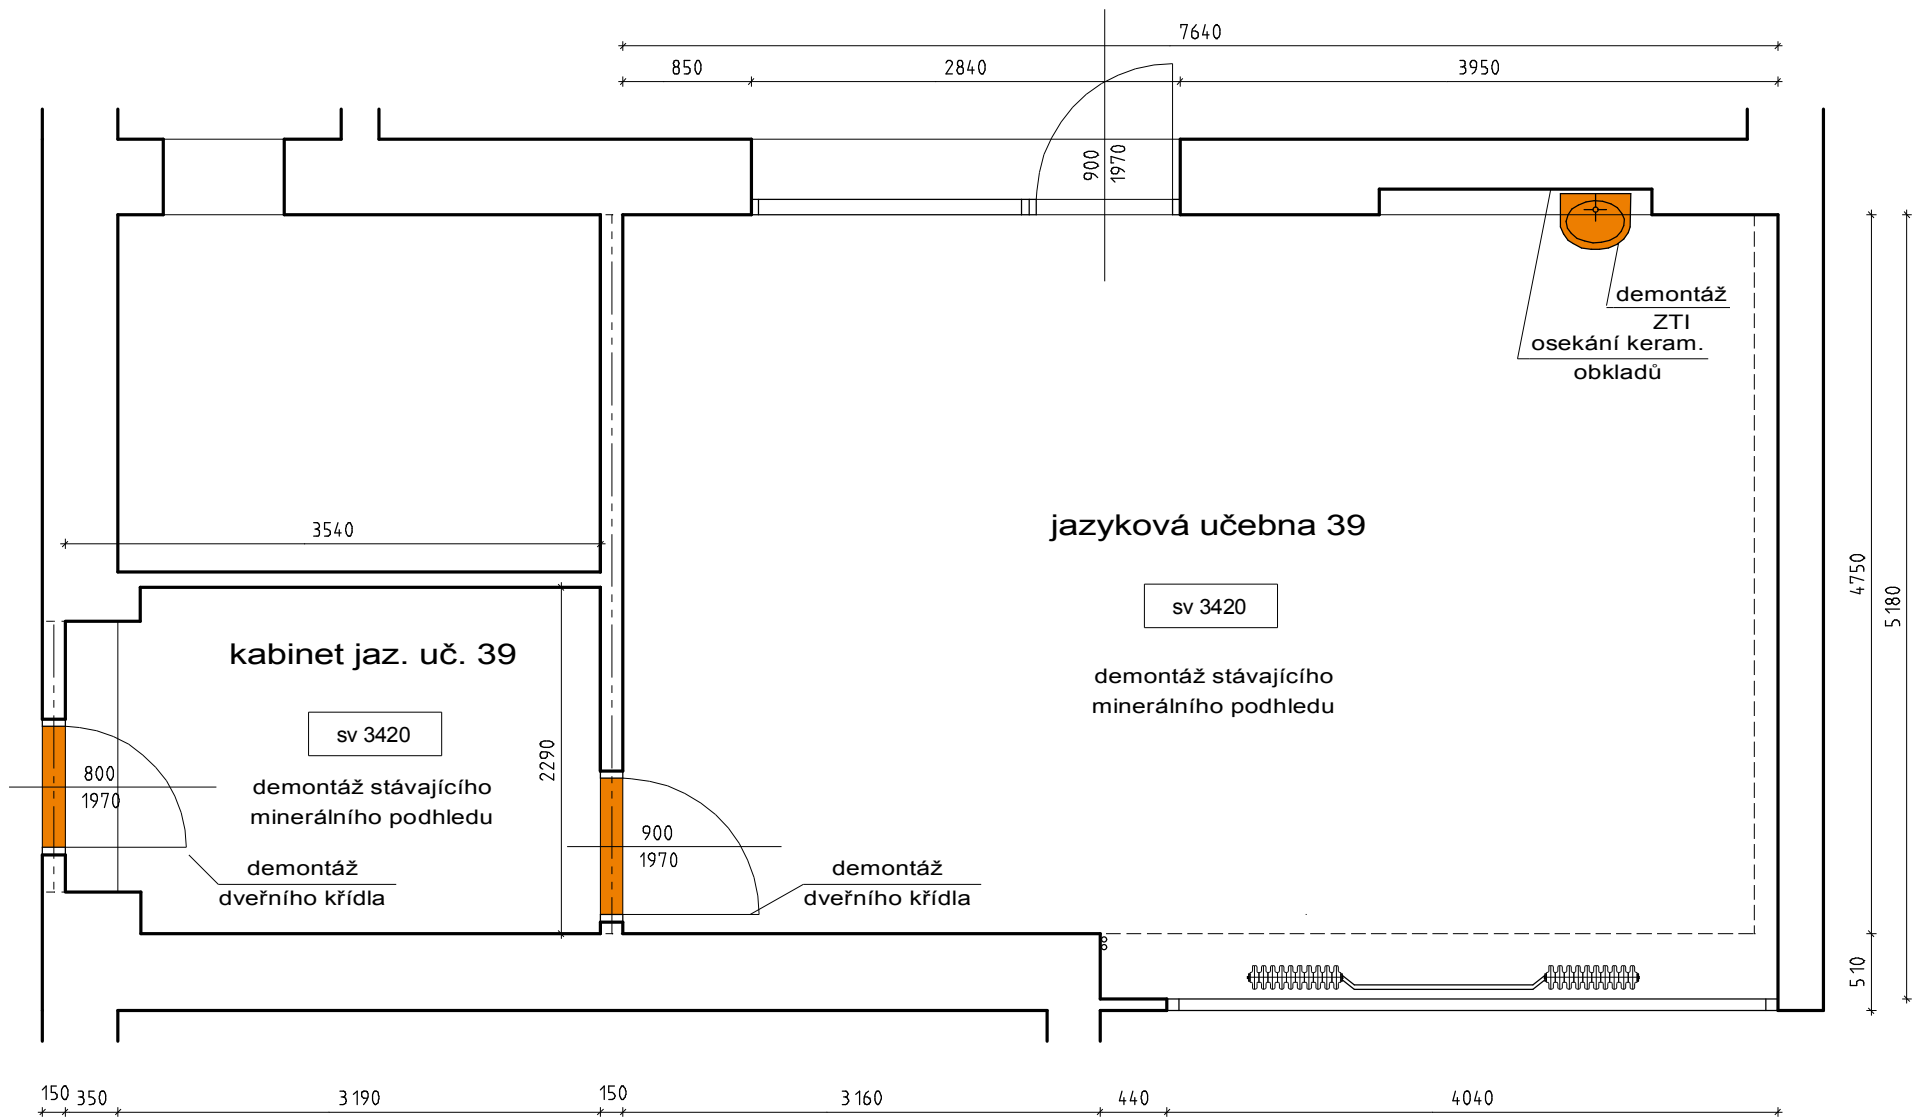 7640
850
2840
3950
900
1970
demontáž
ZTI
osekání keram.
obkladů
3540
jazyková učebna 39
4750
5180
sv 3420
kabinet jaz. uč. 39
demontáž stávajícího
minerálního podhledu
sv 3420
2290
800
1970
demontáž stávajícího
minerálního podhledu
900
1970
demontáž
dveřního křídla
demontáž
dveřního křídla
510
150
350
3190
150
3160
440
4040